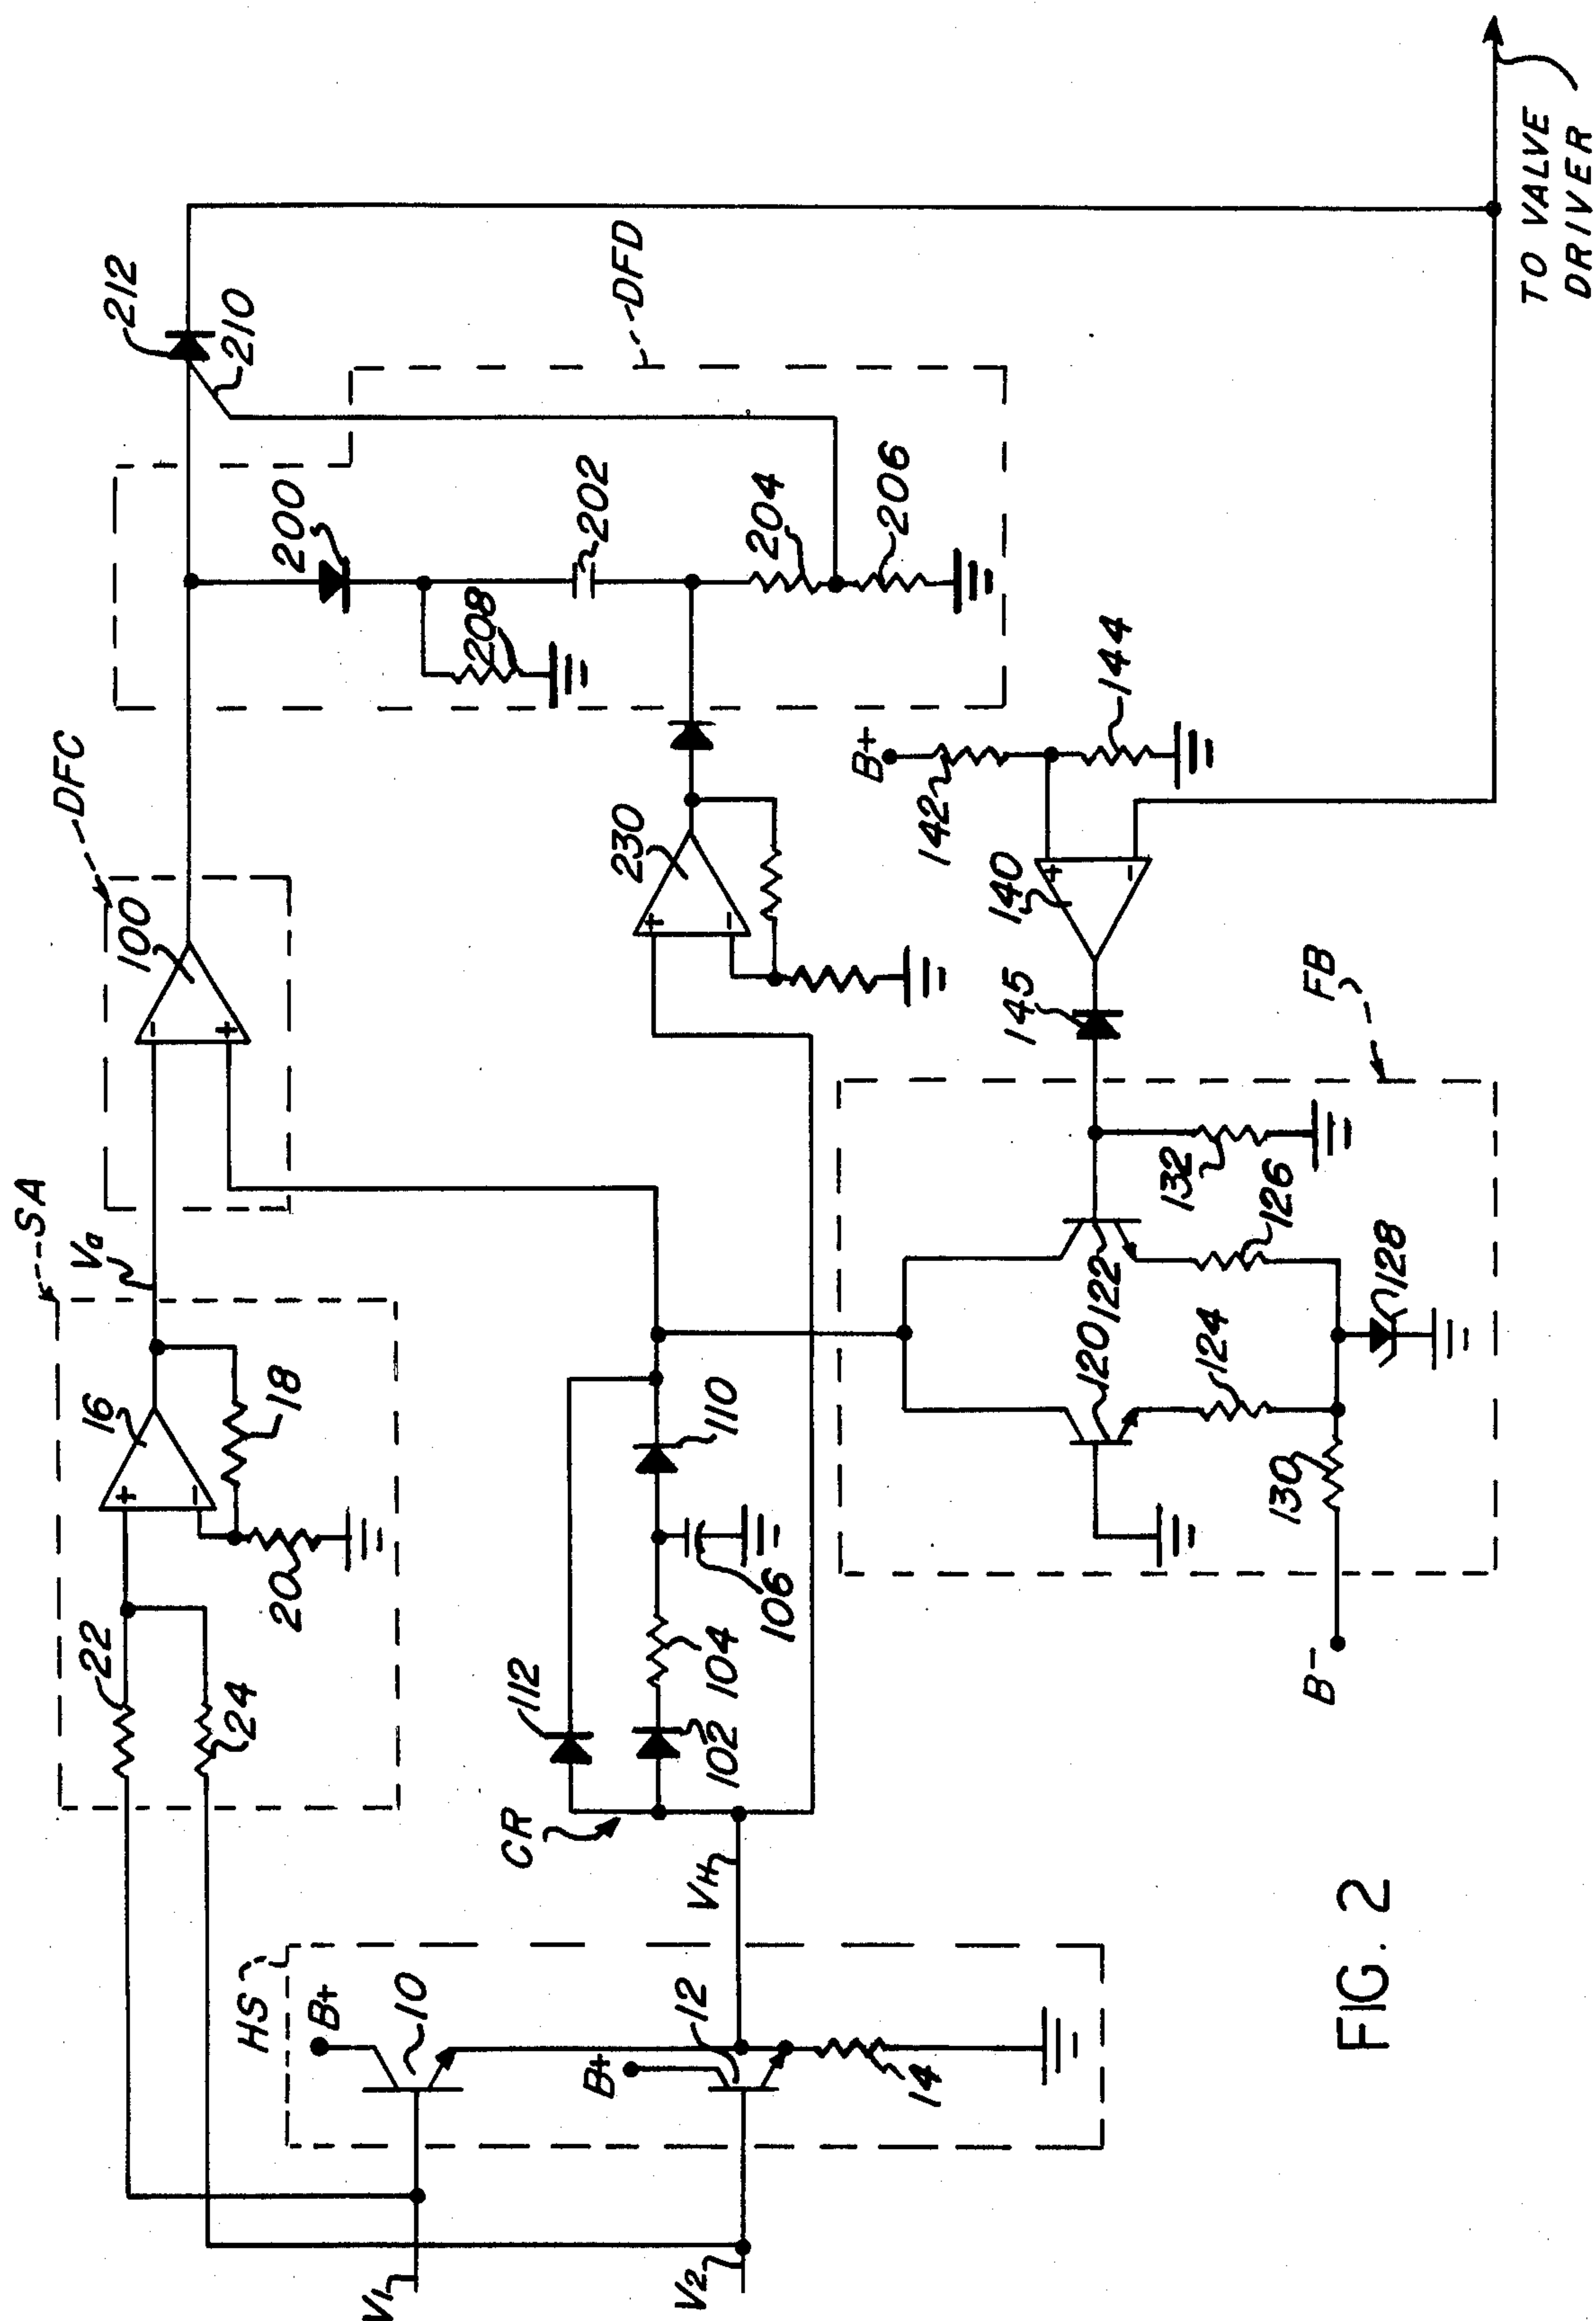 SA
Va
DFC
212
210
DFD
16
18
20
22
24
100
200
208
202
204
206
HS
B+
10
B+
12
14
V1
V2
VH
CR
112
102
104
106
110
230
B+
142
144
140
145
FB
132
126
122
120
124
128
130
B-
+
-
-
+
+
-
+
-
TO VALVE
DRIVER
FIG. 2